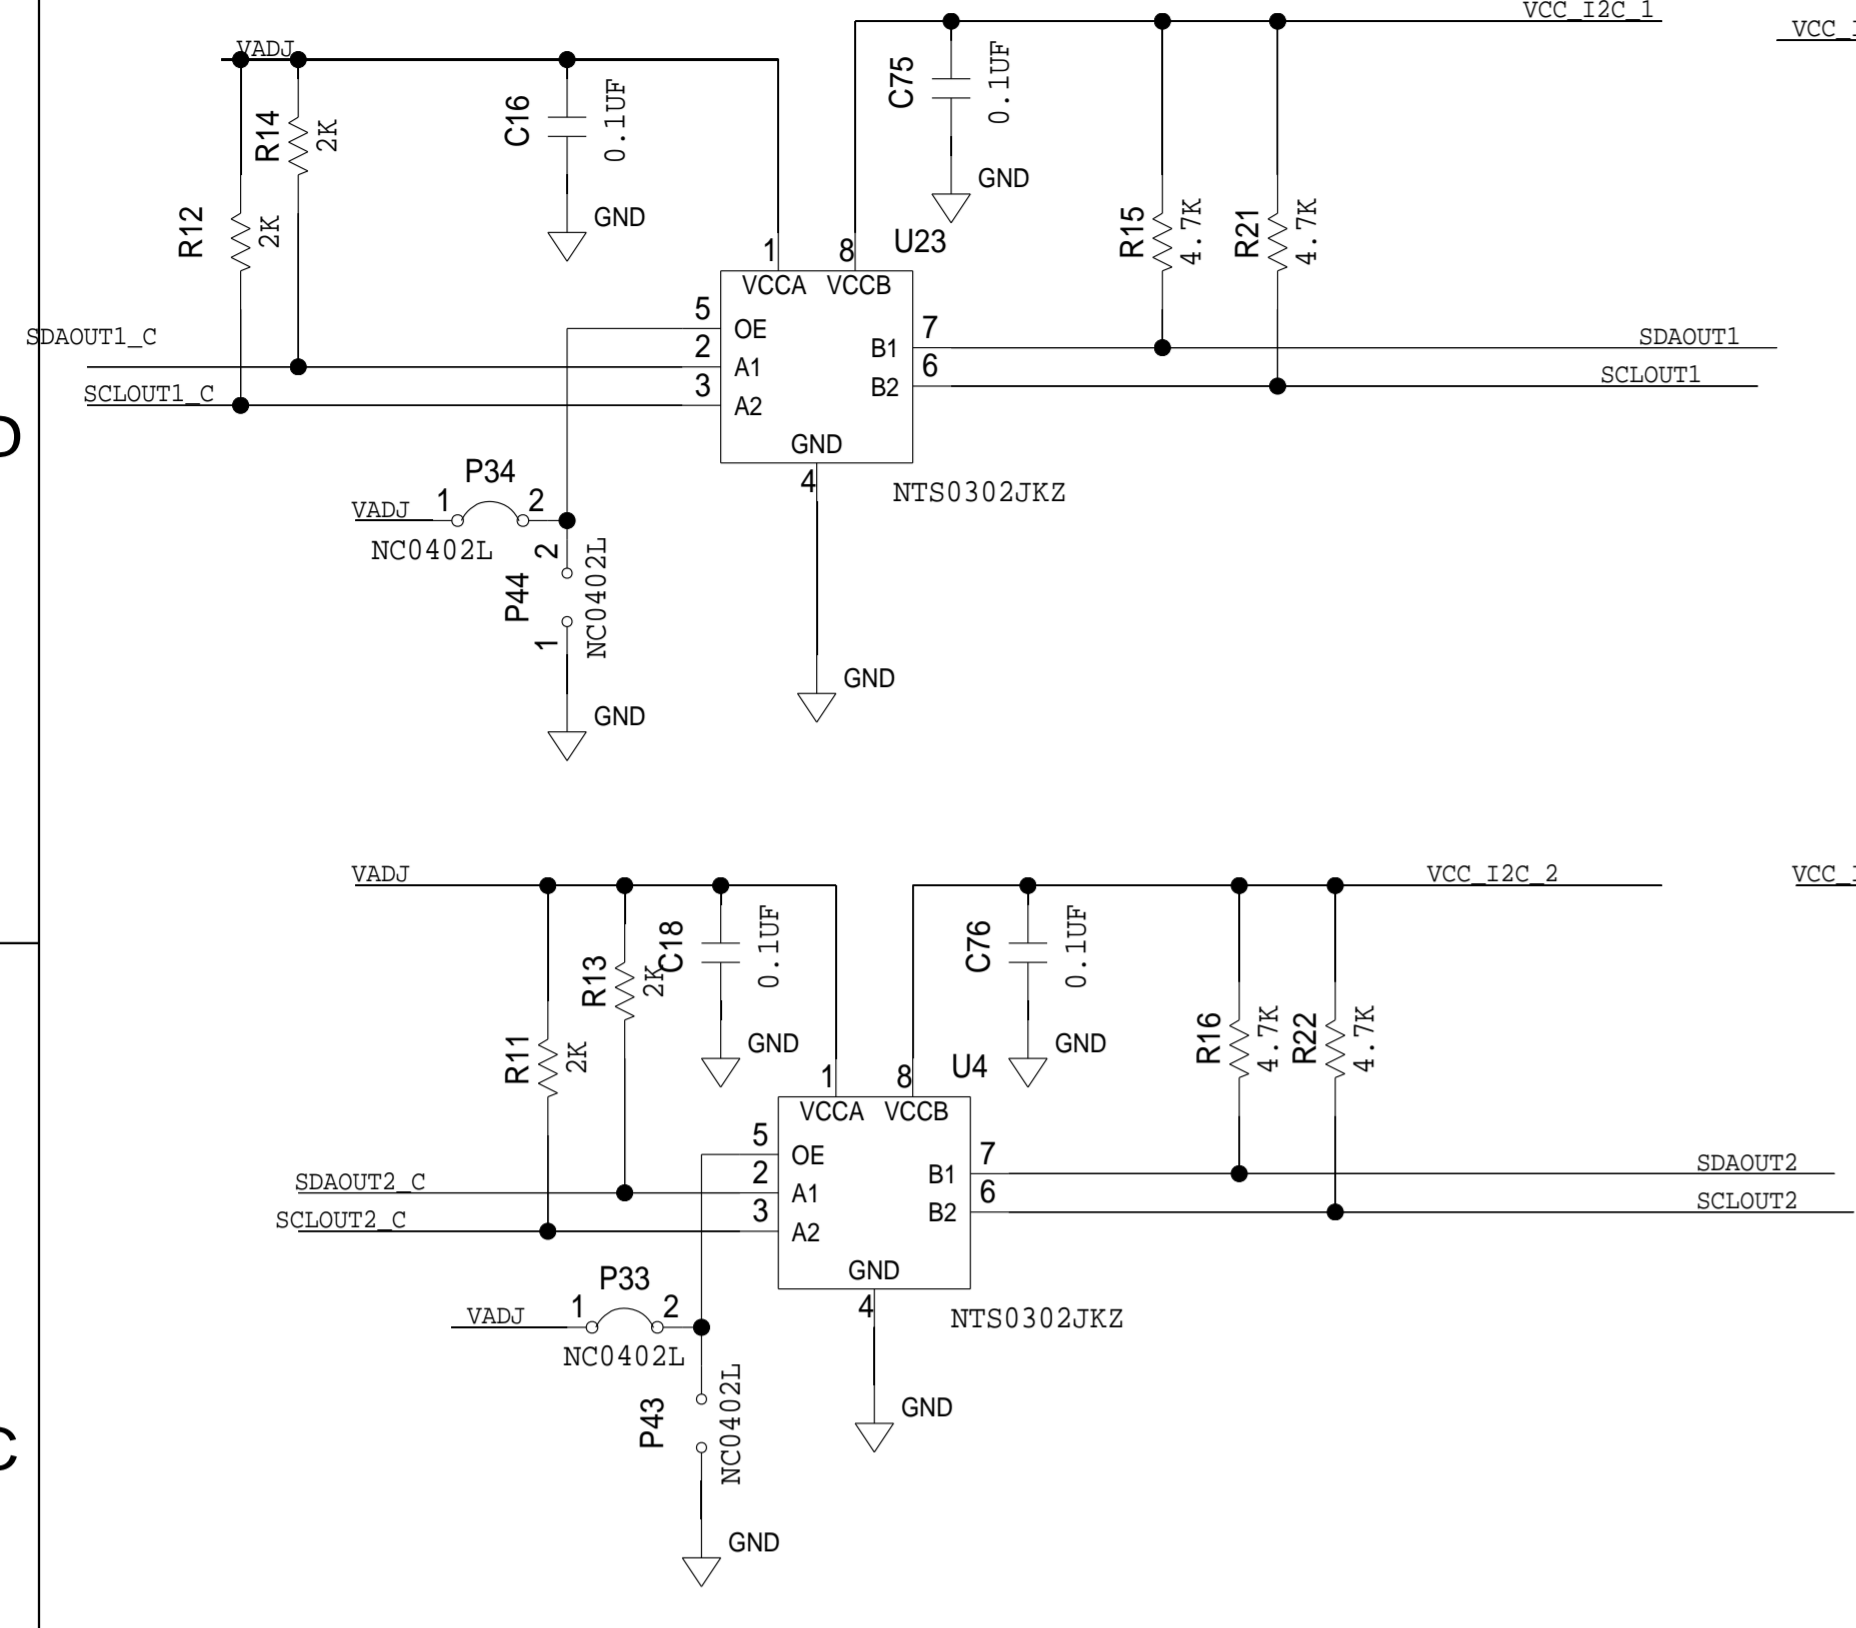 VCC_I2C_1
VCC_
VADJ
R14
2K
C16
0.1UF
C75
0.1UF
GND
R12
2K
GND
U23
R15
4.7K
R21
4.7K
1
8
VCCA
VCCB
5
OE
SDAOUT1_C
2
A1
SCLOUT1_C
3
A2
7
B1
SDAOUT1
6
B2
SCLOUT1
GND
4
NTS0302JKZ
P34
VADJ
1
2
NC0402L
2
P44
NC0402L
1
GND
GND
D
VADJ
VCC_I2C_2
VCC_
R13
2K
C18
0.1UF
C76
0.1UF
R11
2K
GND
GND
U4
R16
4.7K
R22
4.7K
1
8
VCCA
VCCB
5
OE
SDAOUT2_C
2
A1
SCLOUT2_C
3
A2
7
B1
SDAOUT2
6
B2
SCLOUT2
GND
4
NTS0302JKZ
P33
VADJ
1
2
NC0402L
P43
NC0402L
GND
GND
C